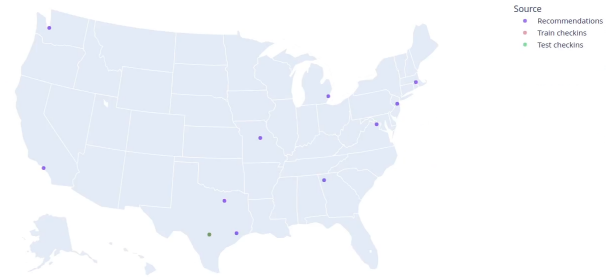 Source
Recommendations
Train checkins
Test checkins